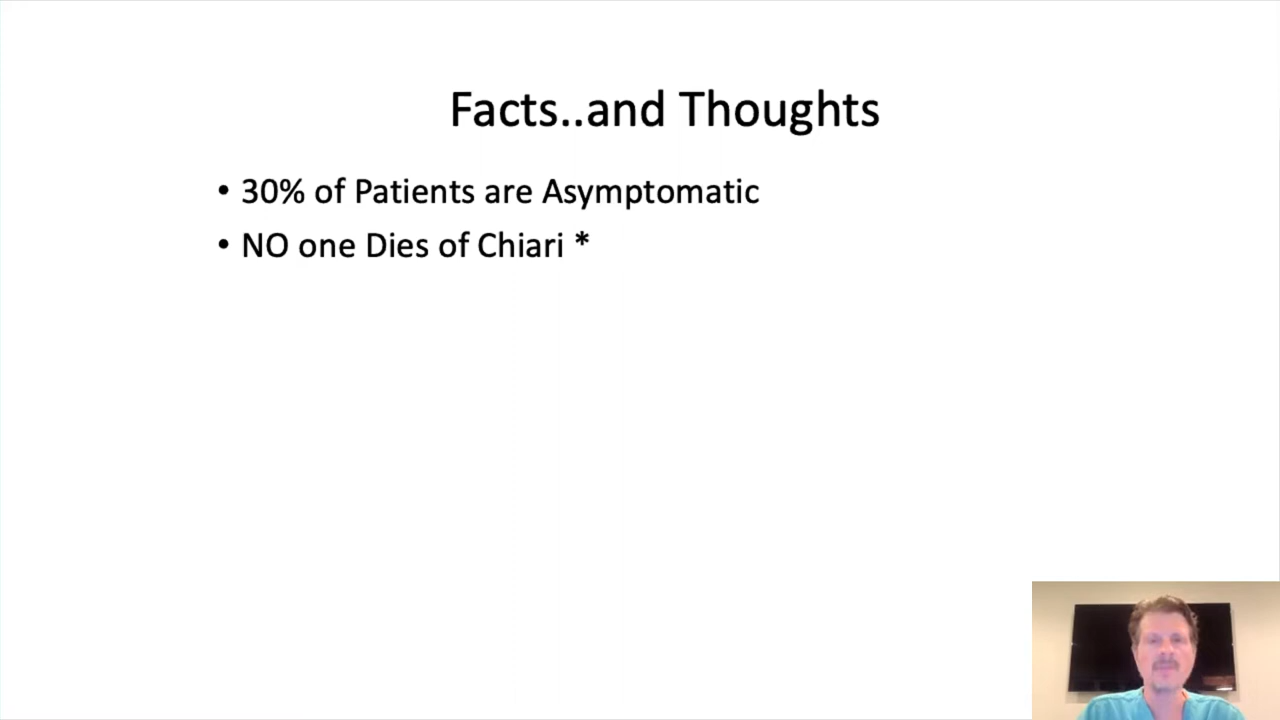 Facts..and Thoughts
• 30% of Patients are Asymptomatic
• NO one Dies of Chiari *